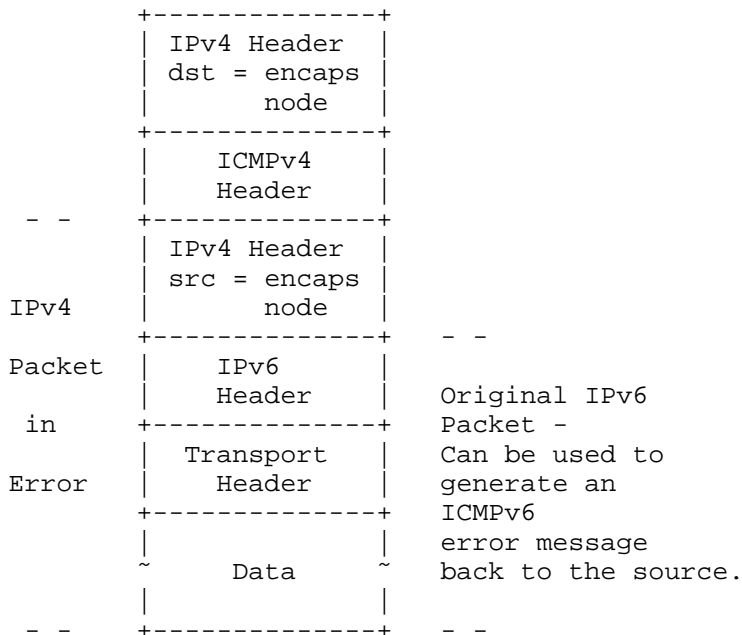 +--------------+
| IPv4 Header  |
| dst = encaps |
|       node   |
+--------------+
|    ICMPv4    |
|    Header    |
- -    +--------------+
| IPv4 Header  |
| src = encaps |
IPv4    |       node   |
+--------------+   - -
Packet  |    IPv6      |
|    Header    |   Original IPv6
in     +--------------+   Packet -
|  Transport   |   Can be used to
Error   |    Header    |   generate an
+--------------+   ICMPv6
|              |   error message
~     Data     ~   back to the source.
|              |
- -    +--------------+   - -